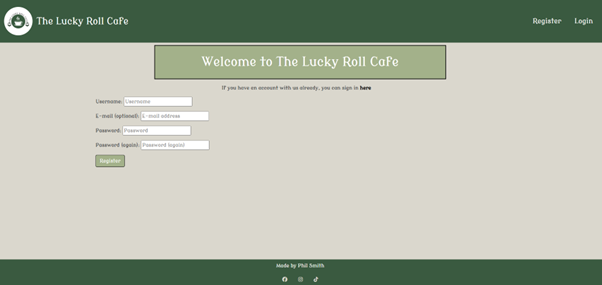 The Lucky Roll Cafe
Register
Login
Welcome to The Lucky Roll Cafe
If you have an account with us already, you can sign in here
Username: Username
E-mail (optional): E-mail address
Password: Password
Password (again): Password (again)
Register
Made by Phil Smith